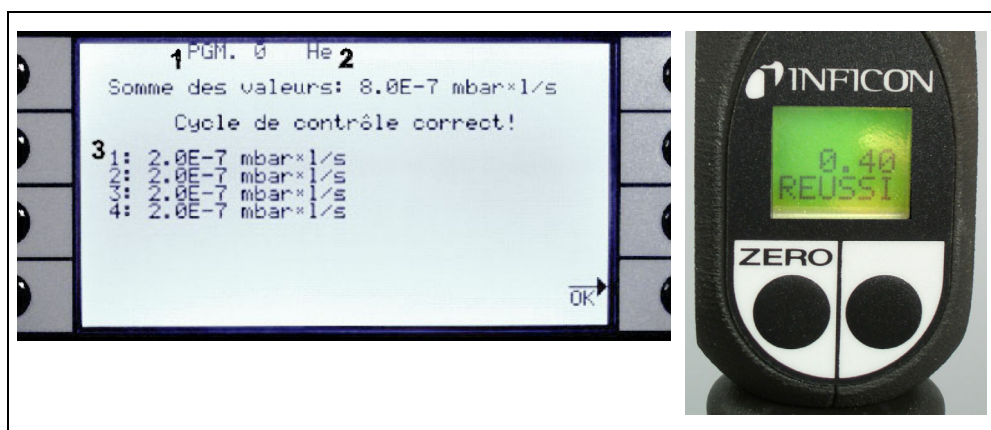 1 PGM. 0 He 2
Somme des valeurs: 8.0E-7 mbar×l/s
Cycle de contrôle correct!
3 1: 2.0E-7 mbar×l/s
2: 2.0E-7 mbar×l/s
3: 2.0E-7 mbar×l/s
4: 2.0E-7 mbar×l/s
OK
INFICON
0.40
REUSSI
ZERO